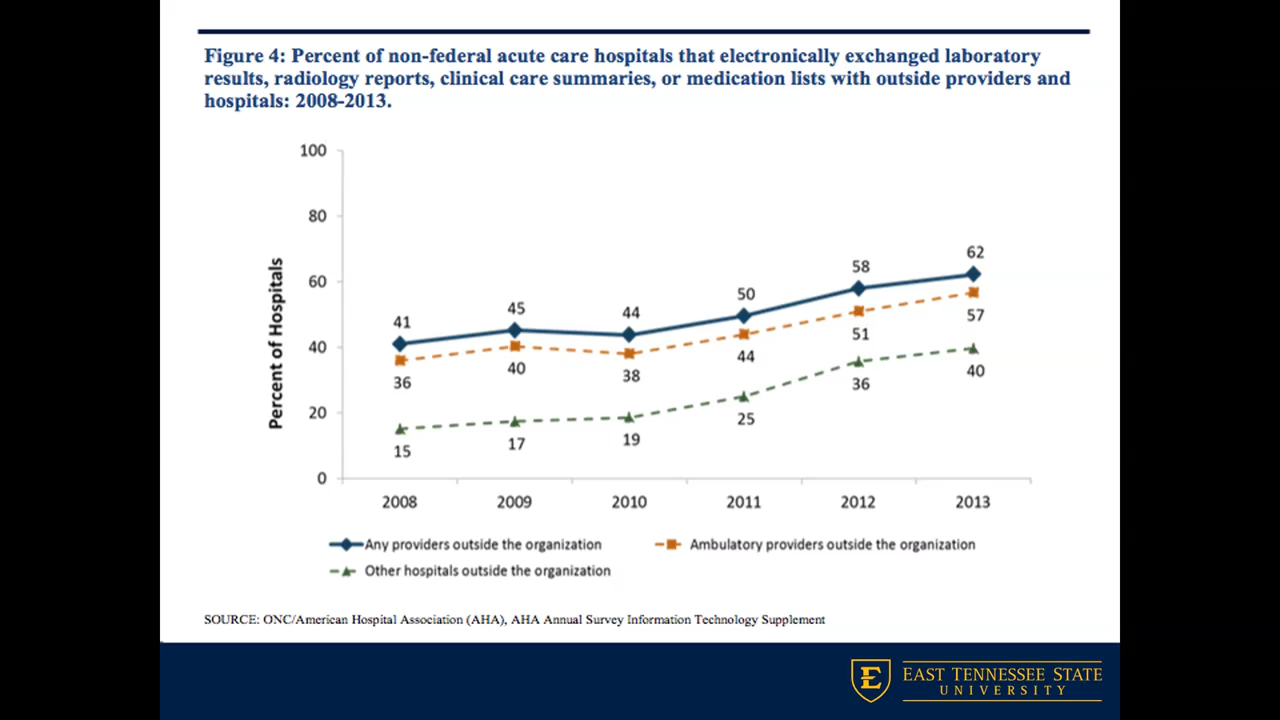 Figure 4: Percent of non-federal acute care hospitals that electronically exchanged laboratory
results, radiology reports, clinical care summaries, or medication lists with outside providers and
hospitals: 2008-2013.
100
80
60
40
20
0
Percent of Hospitals
41
45
44
50
58
62
36
40
38
44
51
57
15
17
19
25
36
40
2008 2009 2010 2011 2012 2013
Any providers outside the organization
Ambulatory providers outside the organization
Other hospitals outside the organization
SOURCE: ONC/American Hospital Association (AHA), AHA Annual Survey Information Technology Supplement
E
EAST TENNESSEE STATE
UNIVERSITY